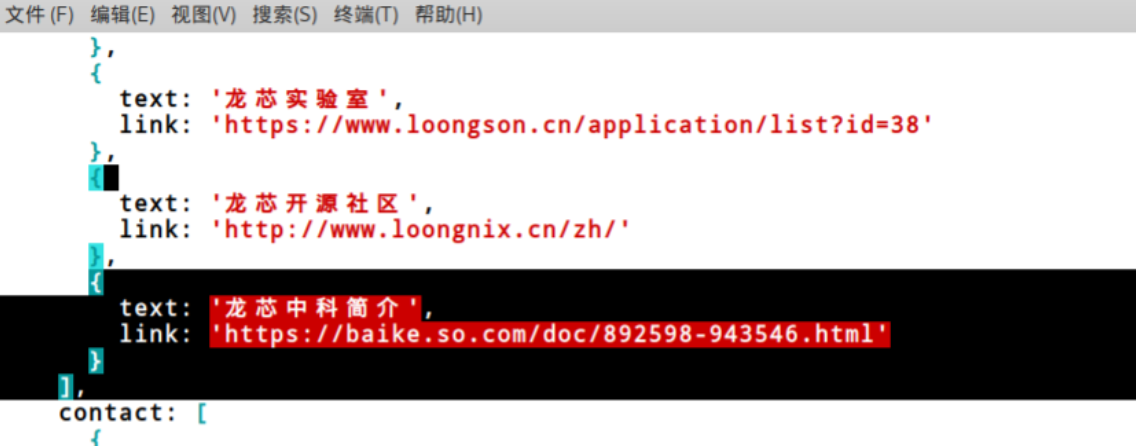 文件(F) 编辑(E) 视图(V) 搜索(S) 终端(T) 帮助(H)
},
{
text: '龙芯实验室',
link: 'https://www.loongson.cn/application/list?id=38'
},
{
text: '龙芯开源社区',
link: 'http://www.loongnix.cn/zh/'
},
{
text: '龙芯中科简介',
link: 'https://baike.so.com/doc/892598-943546.html'
}
],
contact: [
{